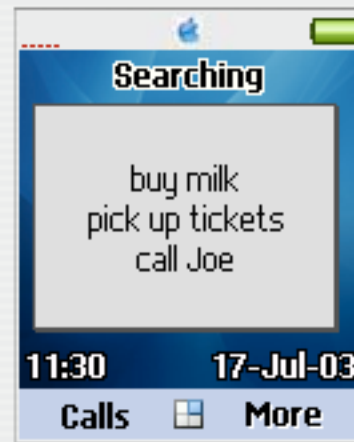 Searching
buy milk
pick up tickets
call Joe
11:30 17-Jul-03
Calls More